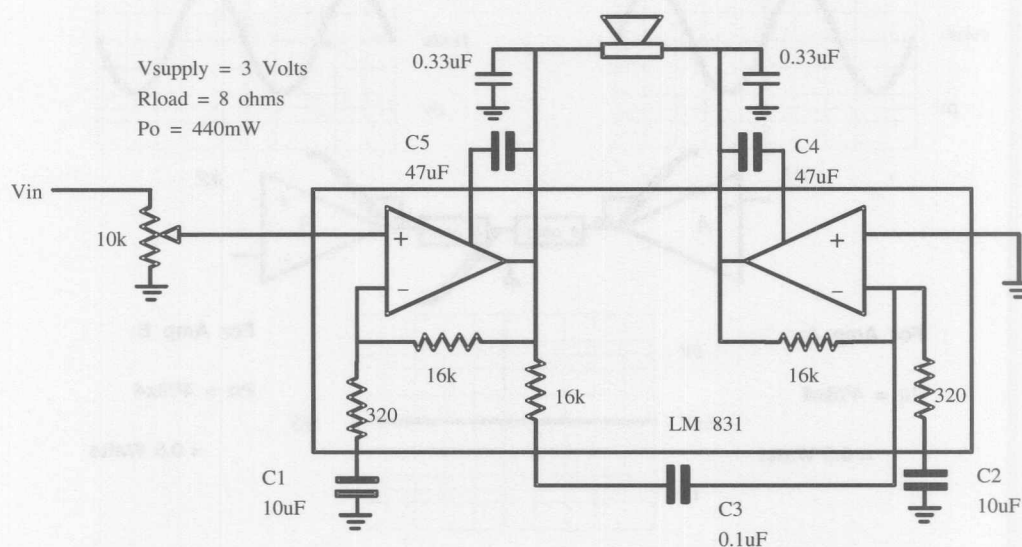 Vsupply = 3 Volts
Rload = 8 ohms
Po = 440mW
0.33uF
0.33uF
C5
47uF
C4
47uF
Vin
10k
+
+
−
−
16k
16k
16k
320
320
LM 831
C1
10uF
C3
0.1uF
C2
10uF